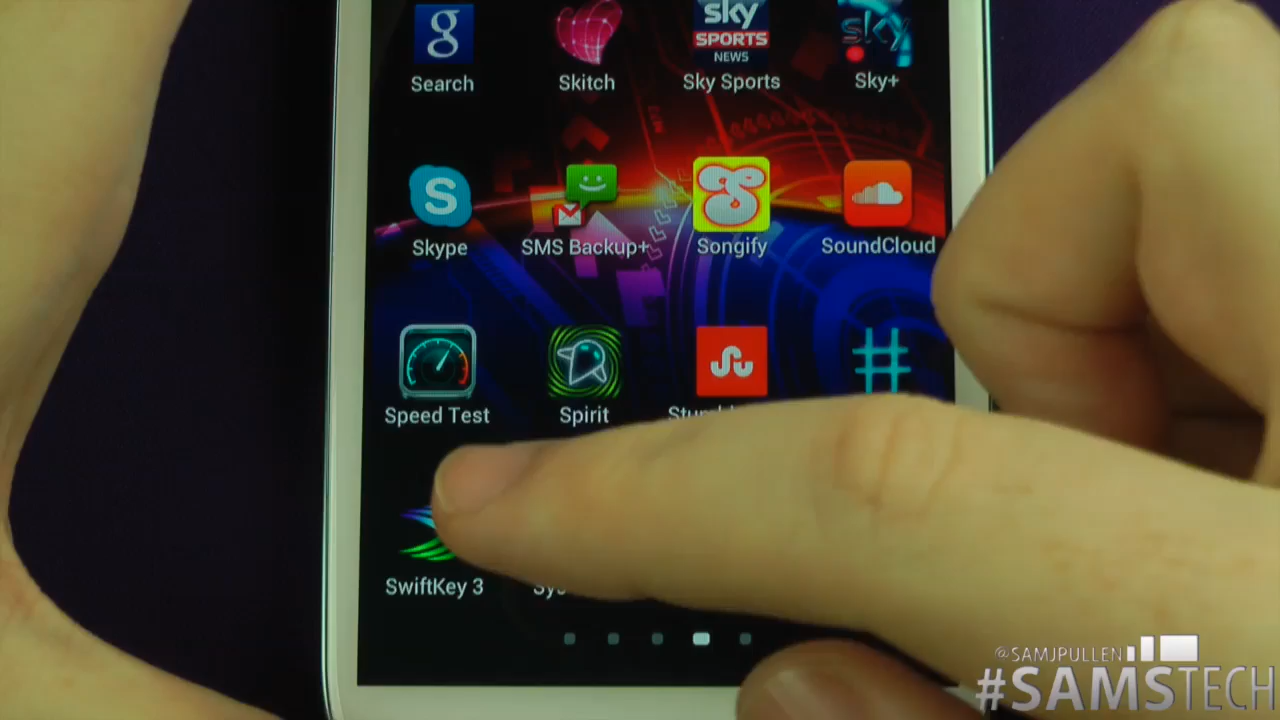 g
sky
SPORTS
NEWS
sky
Search
Skitch
Sky Sports
Sky+
S
Skype
SMS Backup+
Songify
SoundCloud
Speed Test
Spirit
SwiftKey 3
@SAMJPULLEN
#SAMSTECH